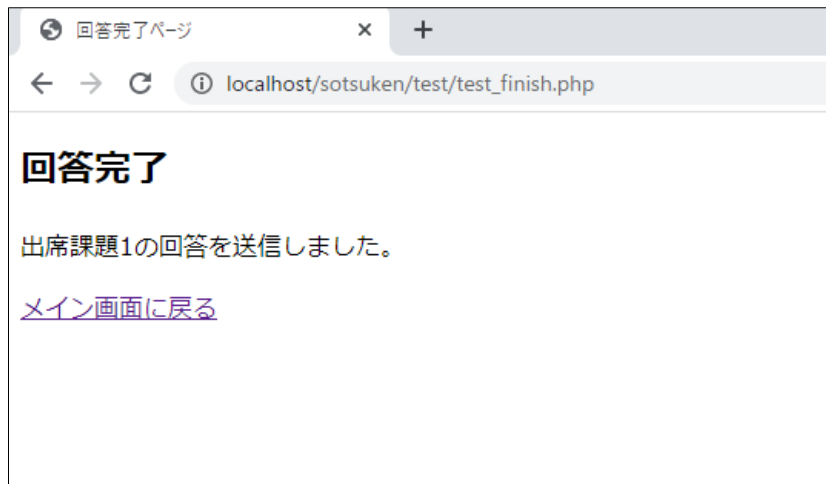 回答完了ページ
localhost/sotsuken/test/test_finish.php
回答完了
出席課題1の回答を送信しました。
メイン画面に戻る